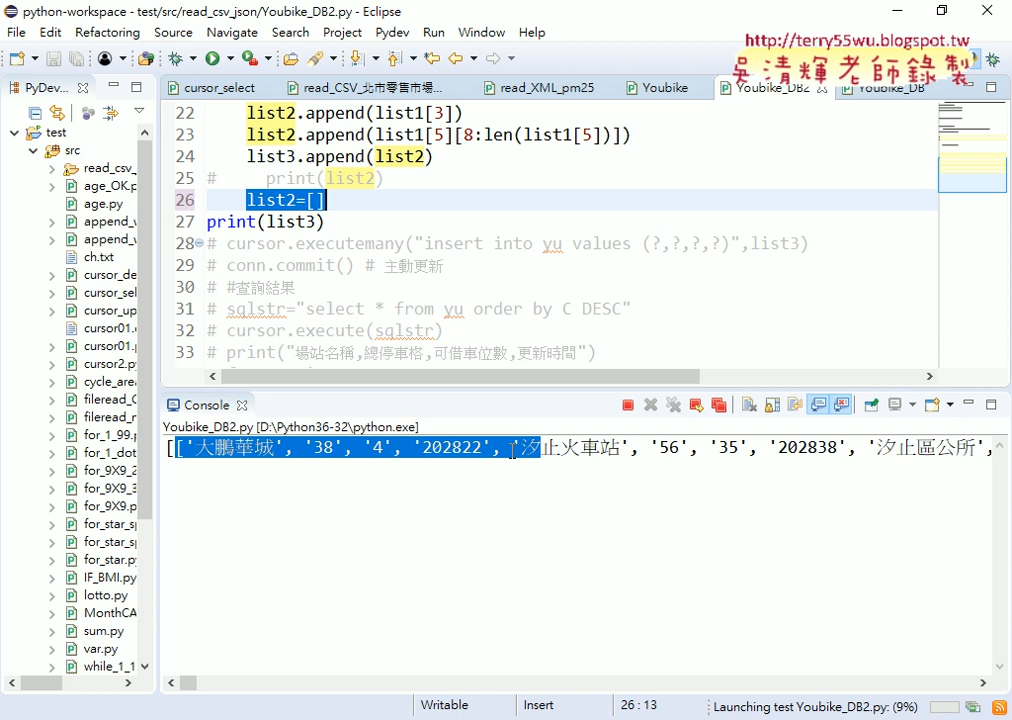 python-workspace - test/src/read_csv_json/Youbike_DB2.py - Eclipse
File Edit Refactoring Source Navigate Search Project Pydev Run Window Help
http://terry55wu.blogspot.tw
吳清輝老師錄製
PyDev...
cursor_select
read_CSV_北市零售市場...
read_XML_pm25
Youbike
Youbike_DB2
Youbike_DB
test
src
read_csv_
age_OK.p
age.py
append_v
append_v
ch.txt
cursor_de
cursor_sel
cursor_up
cursor01.
cursor01.p
cursor2.py
cycle_area
fileread_C
fileread_r
for_1_99.p
for_1_dot
for_9X9_2
for_9X9_3
for_9X9.p
for_star_sp
for_star_sp
for_star.py
IF_BMI.py
lotto.py
MonthCA
sum.py
var.py
while_1_1
22 list2.append(list1[3])
23 list2.append(list1[5][8:len(list1[5])])
24 list3.append(list2)
25 # print(list2)
26 list2=[]
27 print(list3)
28 # cursor.executemany("insert into yu values (?,?,?,?)",list3)
29 # conn.commit() # 主動更新
30 # #查詢結果
31 # sqlstr="select * from yu order by C DESC"
32 # cursor.execute(sqlstr)
33 # print("場站名稱,總停車格,可借車位數,更新時間")
Console
Youbike_DB2.py [D:\Python36-32\python.exe]
[['大鵬華城', '38', '4', '202822', '汐止火車站', '56', '35', '202838', '汐止區公所',
Writable Insert 26 : 13 Launching test Youbike_DB2.py: (9%)